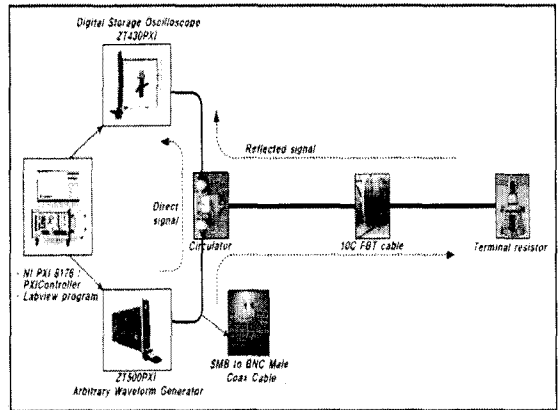 Digital Storage Oscilloscope
ZT430PXI
Reflected signal
Direct
signal
Circulator
10C FBT cable
Terminal resistor
- NI PXI 8176 :
PXIController
- Labview program
SMB to BNC Male
Coax Cable
ZT500PXI
Arbitrary Waveform Generator